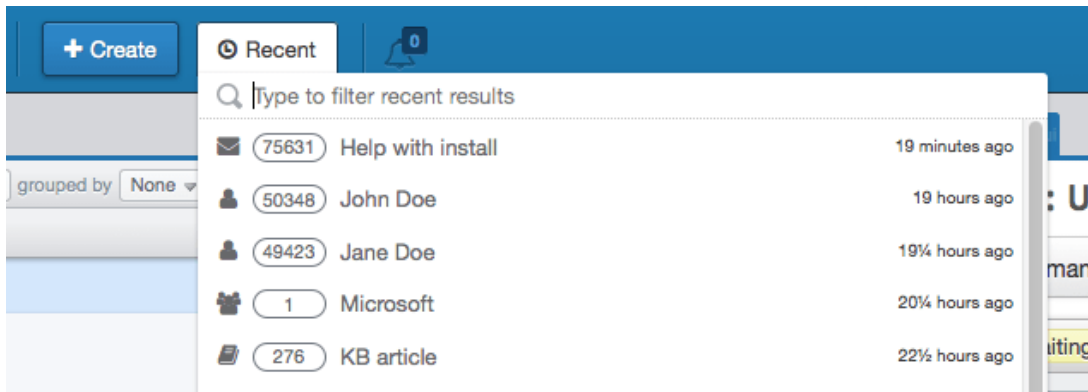 Create
Recent
0
Type to filter recent results
75631 Help with install 19 minutes ago
grouped by None
50348 John Doe 19 hours ago
: U
49423 Jane Doe 19¼ hours ago
1 Microsoft 20¼ hours ago
276 KB article 22½ hours ago